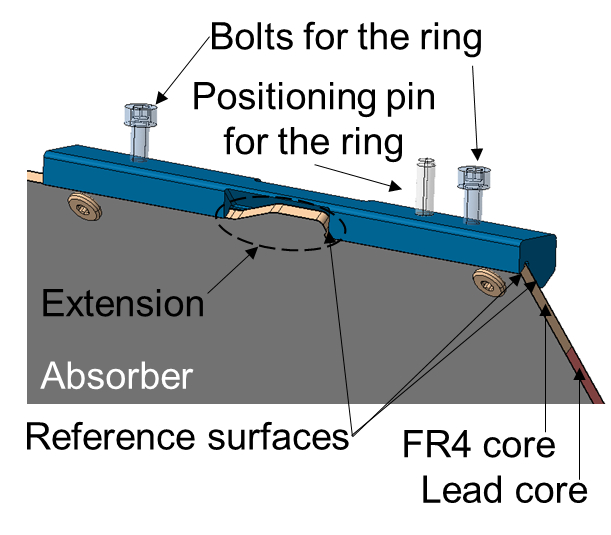 Bolts for the ring
Positioning pin
for the ring
Extension
Absorber
Reference surfaces
FR4 core
Lead core